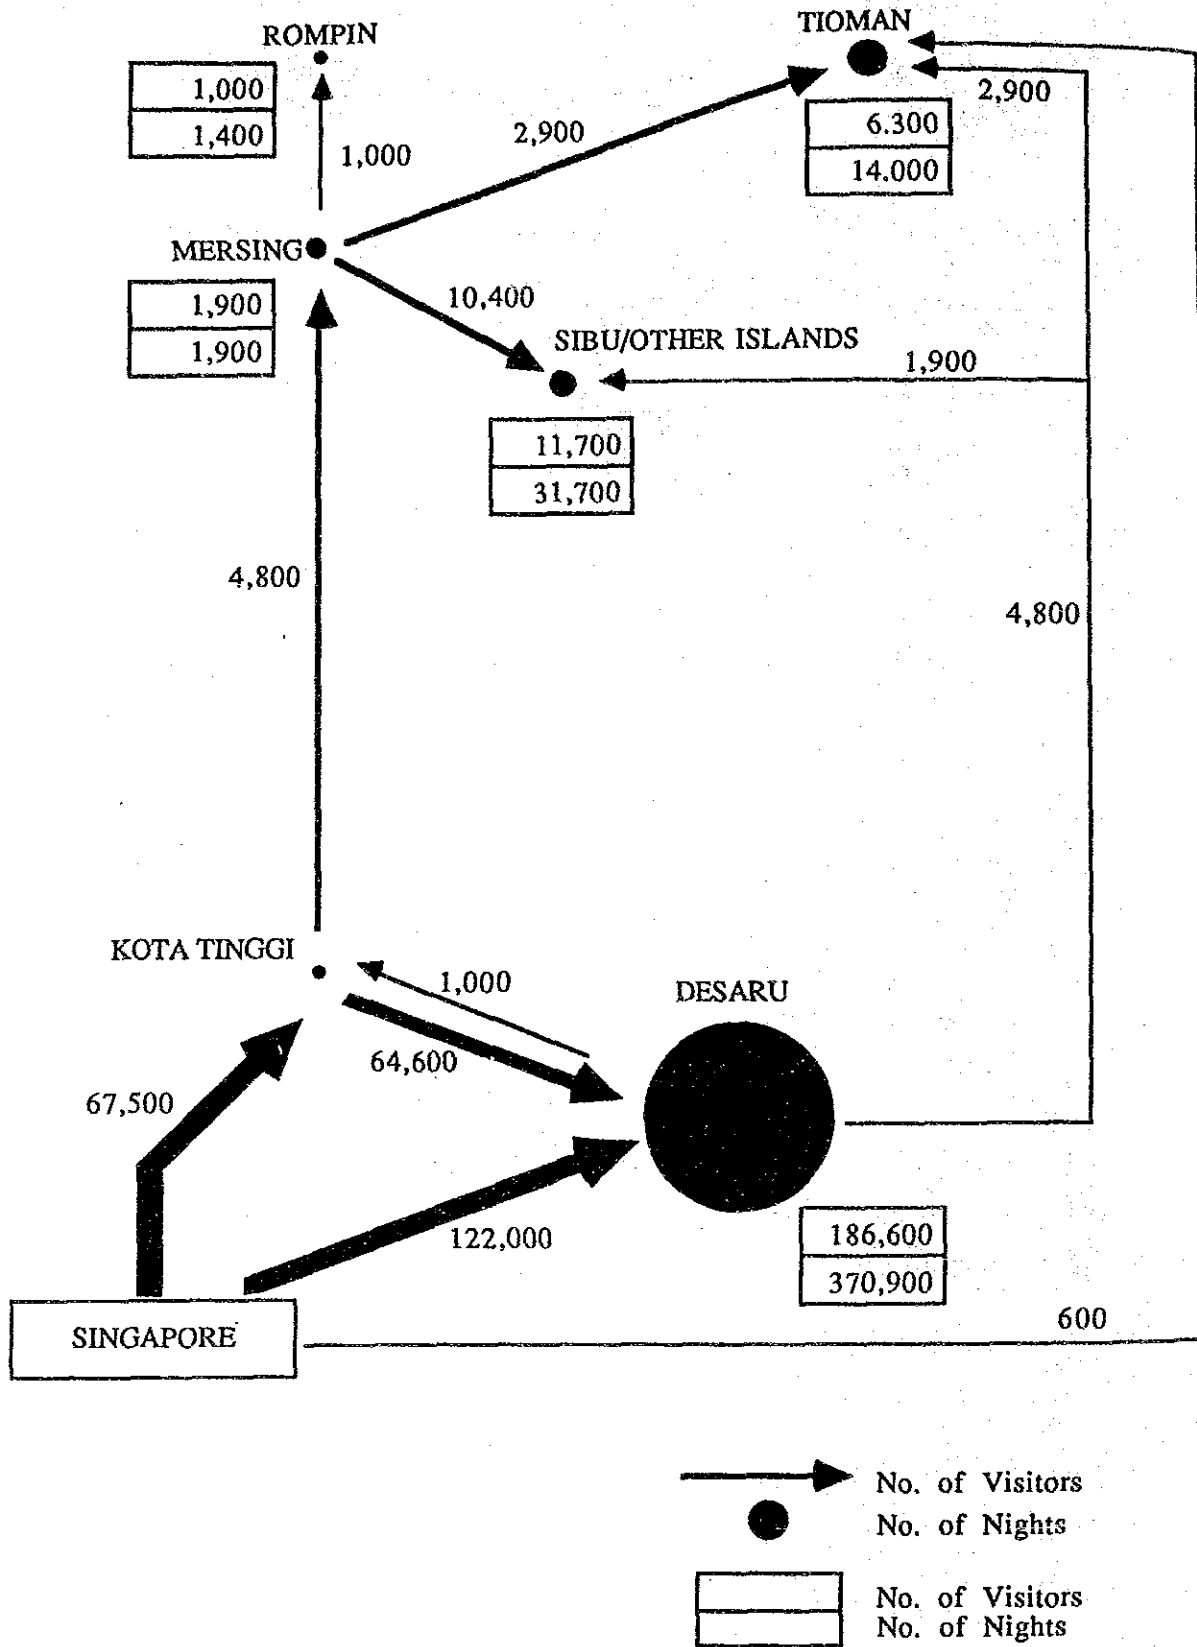 TIOMAN
ROMPIN
1,000
1,400
1,000
2,900
2,900
6.300
14.000
MERSING
1,900
1,900
10,400
SIBU/OTHER ISLANDS
1,900
11,700
31,700
4,800
4,800
KOTA TINGGI
1,000
DESARU
64,600
67,500
122,000
186,600
370,900
SINGAPORE
600
No. of Visitors
No. of Nights
No. of Visitors
No. of Nights